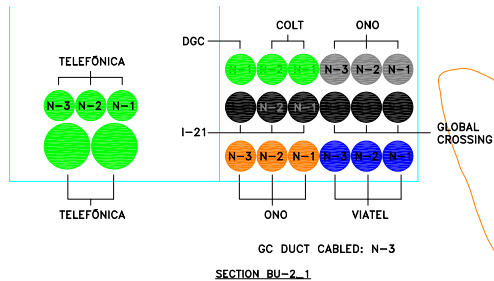 COLT ONO
DGC
TELEFÓNICA
N-1 N-2 N-1 N-3 N-2 N-1
N-3 N-2 N-1
N-2 N-1
I-21
GLOBAL
CROSSING
N-3 N-2 N-1 N-3 N-2 N-1
TELEFÓNICA
ONO VIATEL
GC DUCT CABLED: N-3
SECTION BU-2_1